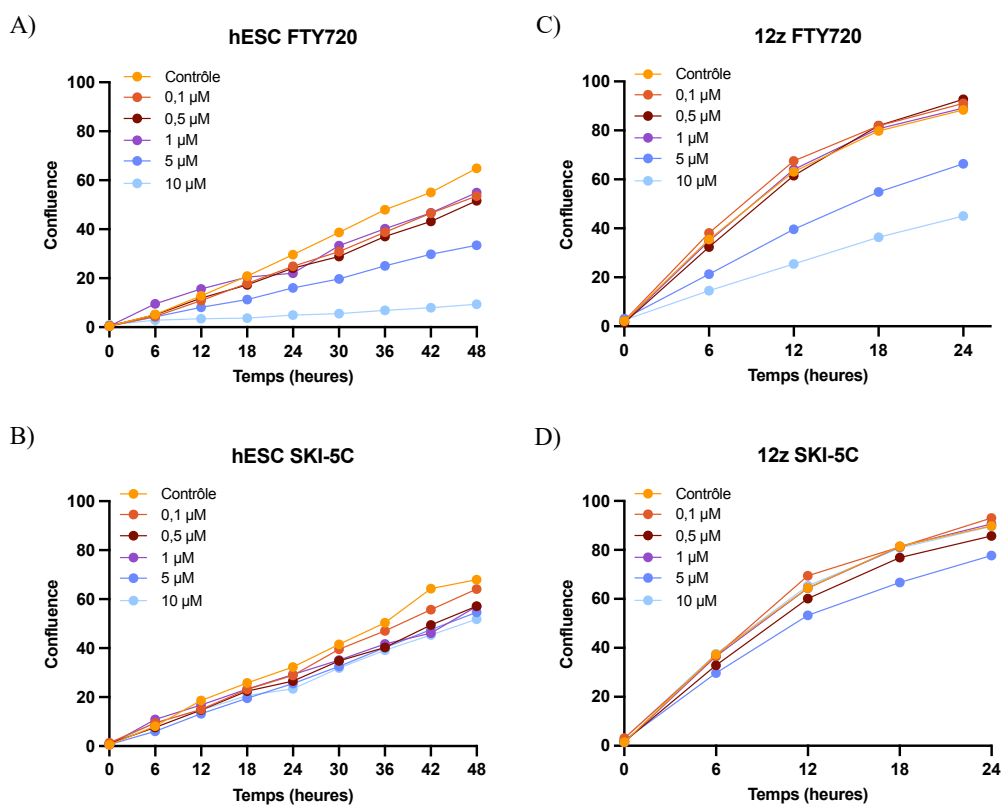 A)
hESC FTY720
Contrôle
0,1 µM
0,5 µM
1 µM
5 µM
10 µM
Confluence
100
80
60
40
20
0
0 6 12 18 24 30 36 42 48
Temps (heures)
B)
hESC SKI-5C
Contrôle
0,1 µM
0,5 µM
1 µM
5 µM
10 µM
Confluence
100
80
60
40
20
0
0 6 12 18 24 30 36 42 48
Temps (heures)
C)
12z FTY720
Contrôle
0,1 µM
0,5 µM
1 µM
5 µM
10 µM
Confluence
100
80
60
40
20
0
0 6 12 18 24
Temps (heures)
D)
12z SKI-5C
Contrôle
0,1 µM
0,5 µM
1 µM
5 µM
10 µM
Confluence
100
80
60
40
20
0
0 6 12 18 24
Temps (heures)